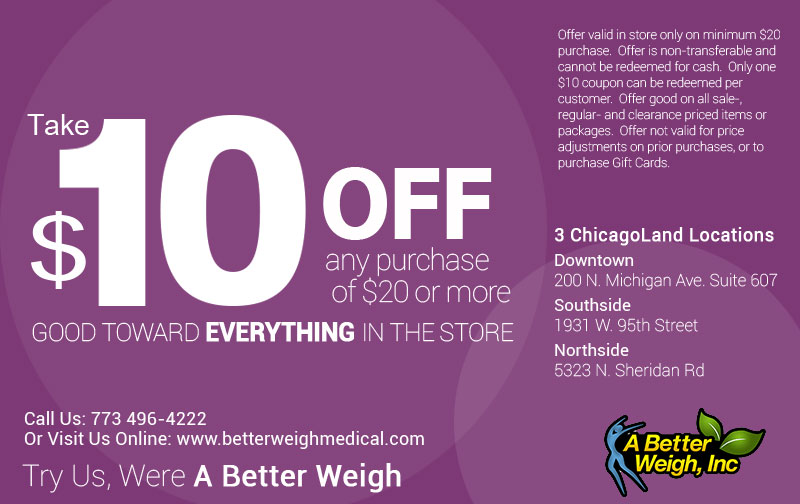 Take
$10 OFF
any purchase
of $20 or more
GOOD TOWARD EVERYTHING IN THE STORE
Call Us: 773 496-4222
Or Visit Us Online: www.betterweighmedical.com
Try Us, Were A Better Weigh
Offer valid in store only on minimum $20
purchase. Offer is non-transferable and
cannot be redeemed for cash. Only one
$10 coupon can be redeemed per
customer. Offer good on all sale-,
regular- and clearance priced items or
packages. Offer not valid for price
adjustments on prior purchases, or to
purchase Gift Cards.
3 ChicagoLand Locations
Downtown
200 N. Michigan Ave. Suite 607
Southside
1931 W. 95th Street
Northside
5323 N. Sheridan Rd
A Better
Weigh, Inc